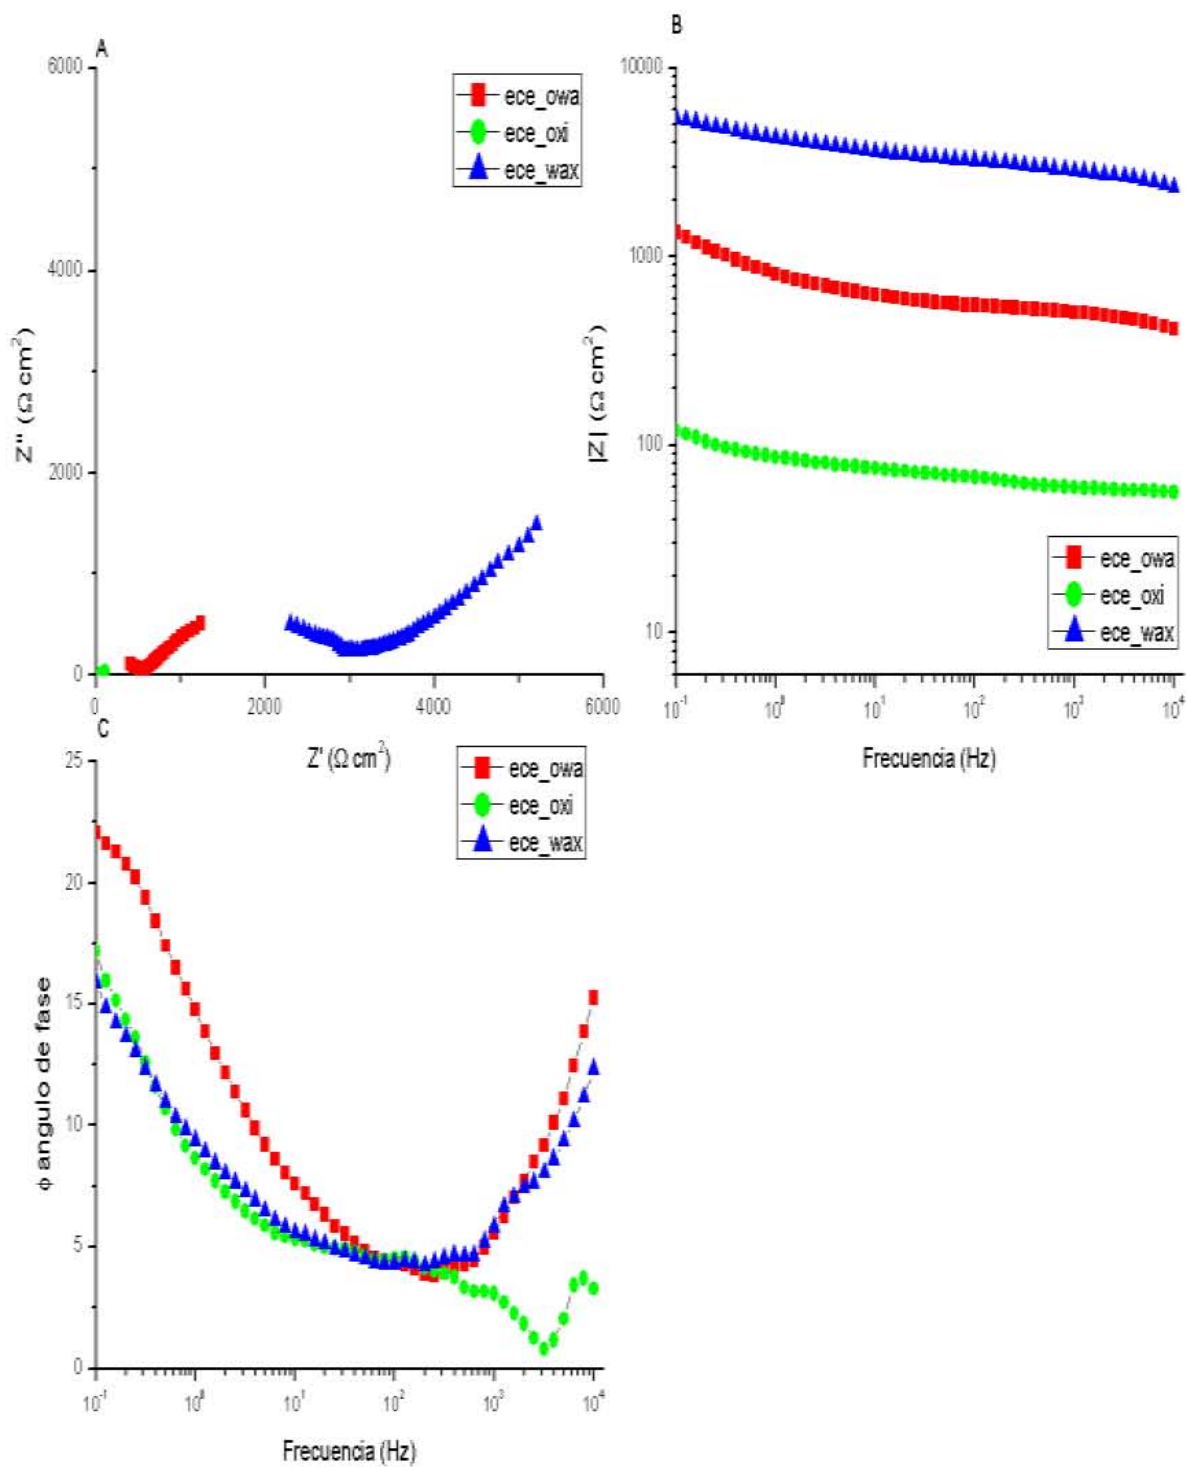 A
6000
4000
2000
0
Z'' (Ω cm²)
ece_owa
ece_oxi
ece_wax
0 2000 4000 6000
Z' (Ω cm²)
B
10000
1000
100
10
|Z| (Ω cm²)
ece_owa
ece_oxi
ece_wax
10⁻¹ 10⁰ 10¹ 10² 10³ 10⁴
Frecuencia (Hz)
C
25
20
15
10
5
0
ϕ angulo de fase
ece_owa
ece_oxi
ece_wax
10⁻¹ 10⁰ 10¹ 10² 10³ 10⁴
Frecuencia (Hz)